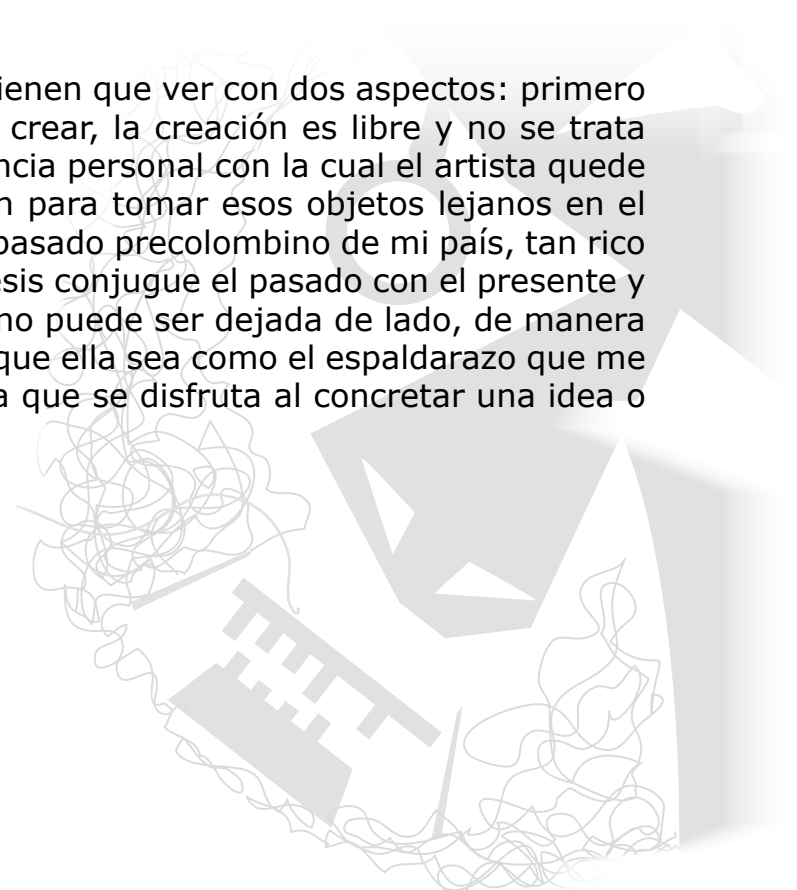 ienen que ver con dos aspectos: primero
crear, la creación es libre y no se trata
ncia personal con la cual el artista quede
n para tomar esos objetos lejanos en el
pasado precolombino de mi país, tan rico
esis conjugue el pasado con el presente y
no puede ser dejada de lado, de manera
que ella sea como el espaldarazo que me
a que se disfruta al concretar una idea o